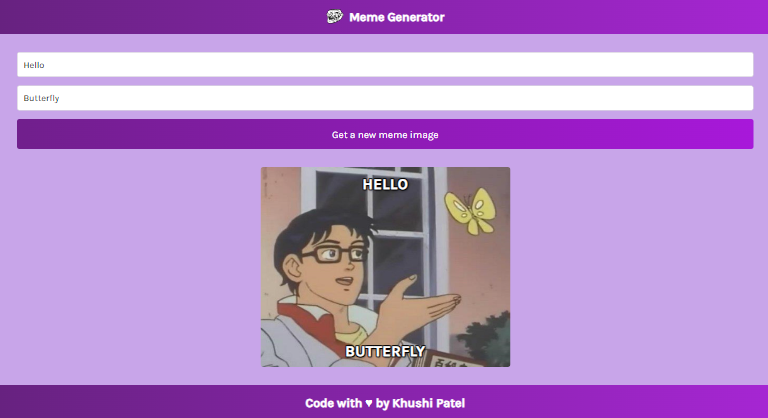 Meme Generator
Hello
Butterfly
Get a new meme image
HELLO
BUTTERFLY
Code with ♥ by Khushi Patel